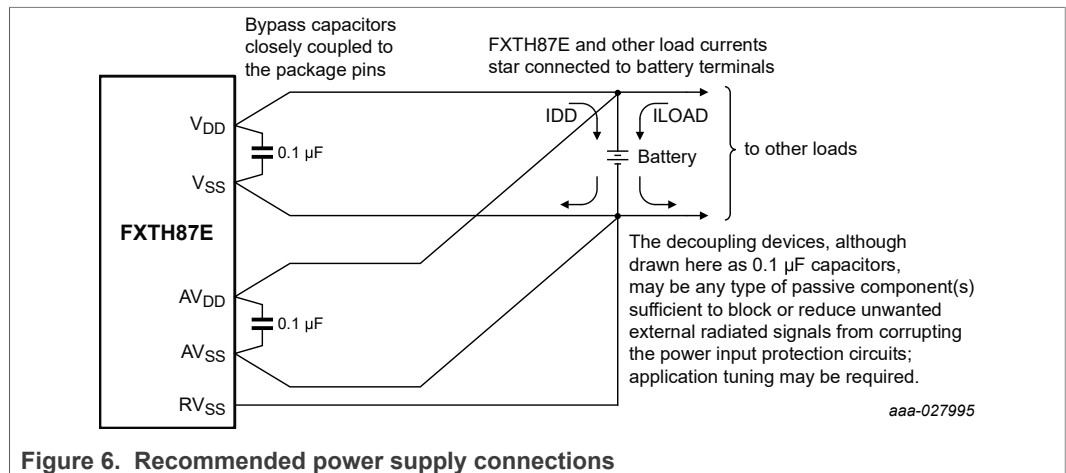 Bypass capacitors
closely coupled to
the package pins
FXTH87E and other load currents
star connected to battery terminals
VDD
0.1 µF
VSS
FXTH87E
AVDD
0.1 µF
AVSS
RVSS
IDD
ILOAD
Battery
to other loads
The decoupling devices, although
drawn here as 0.1 µF capacitors,
may be any type of passive component(s)
sufficient to block or reduce unwanted
external radiated signals from corrupting
the power input protection circuits;
application tuning may be required.
aaa-027995
Figure 6. Recommended power supply connections